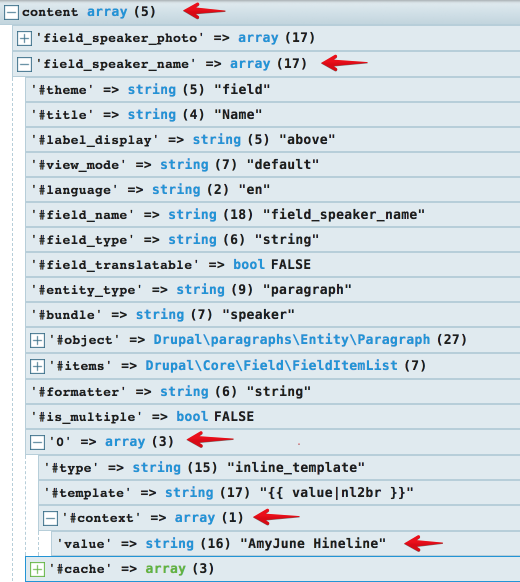 content array (5)
'field_speaker_photo' => array (17)
'field_speaker_name' => array (17)
'#theme' => string (5) "field"
'#title' => string (4) "Name"
'#label_display' => string (5) "above"
'#view_mode' => string (7) "default"
'#language' => string (2) "en"
'#field_name' => string (18) "field_speaker_name"
'#field_type' => string (6) "string"
'#field_translatable' => bool FALSE
'#entity_type' => string (9) "paragraph"
'#bundle' => string (7) "speaker"
'#object' => Drupal\paragraphs\Entity\Paragraph (27)
'#items' => Drupal\Core\Field\FieldItemList (7)
'#formatter' => string (6) "string"
'#is_multiple' => bool FALSE
'0' => array (3)
'#type' => string (15) "inline_template"
'#template' => string (17) "{{ value|nl2br }}"
'#context' => array (1)
'value' => string (16) "AmyJune Hineline"
'#cache' => array (3)